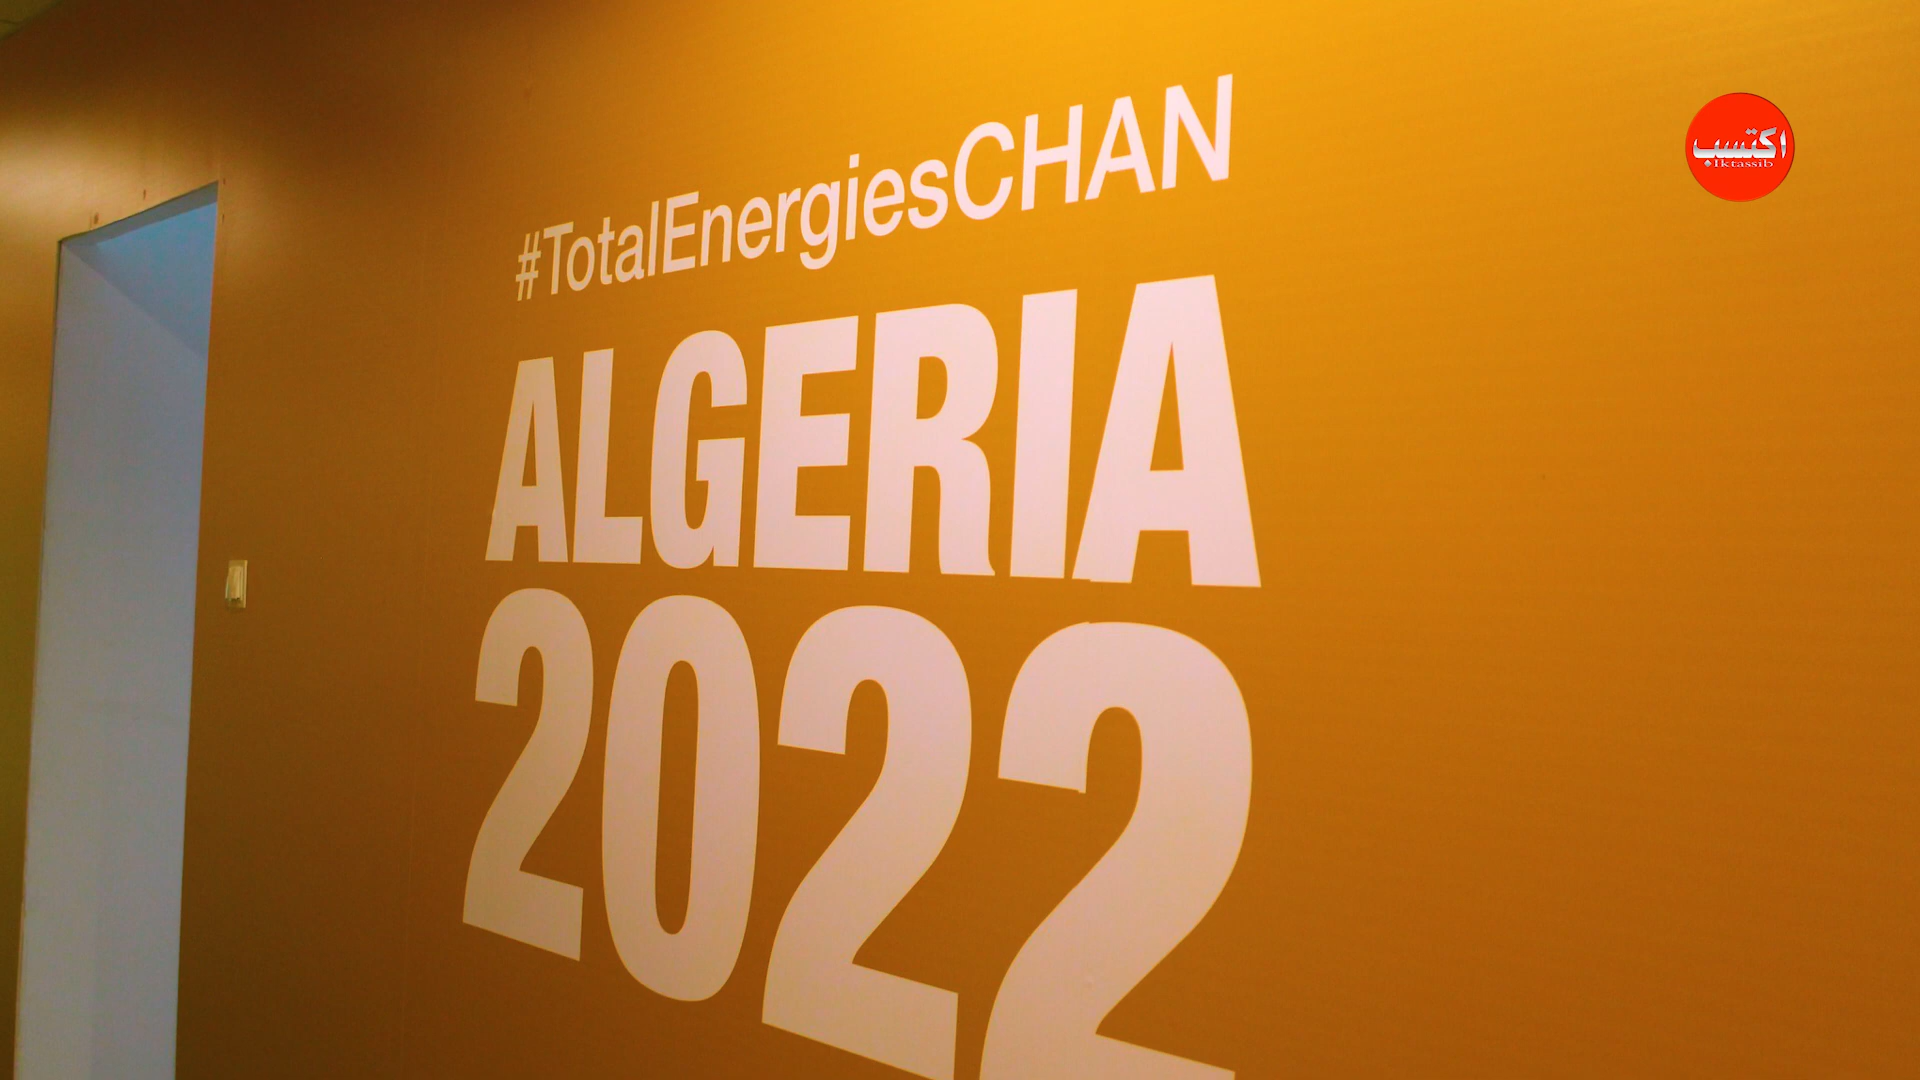 #TotalEnergiesCHAN
ALGERIA
2022
اكتسب
Iktassib